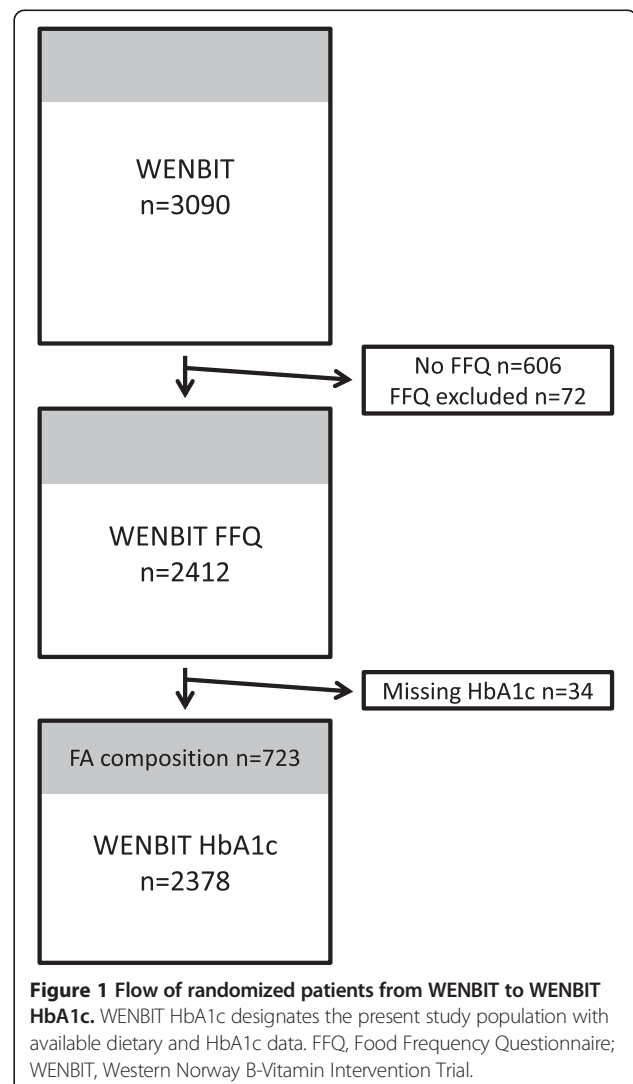 WENBIT
n=3090
No FFQ n=606
FFQ excluded n=72
WENBIT FFQ
n=2412
Missing HbA1c n=34
FA composition n=723
WENBIT HbA1c
n=2378
Figure 1 Flow of randomized patients from WENBIT to WENBIT
HbA1c. WENBIT HbA1c designates the present study population with
available dietary and HbA1c data. FFQ, Food Frequency Questionnaire;
WENBIT, Western Norway B-Vitamin Intervention Trial.